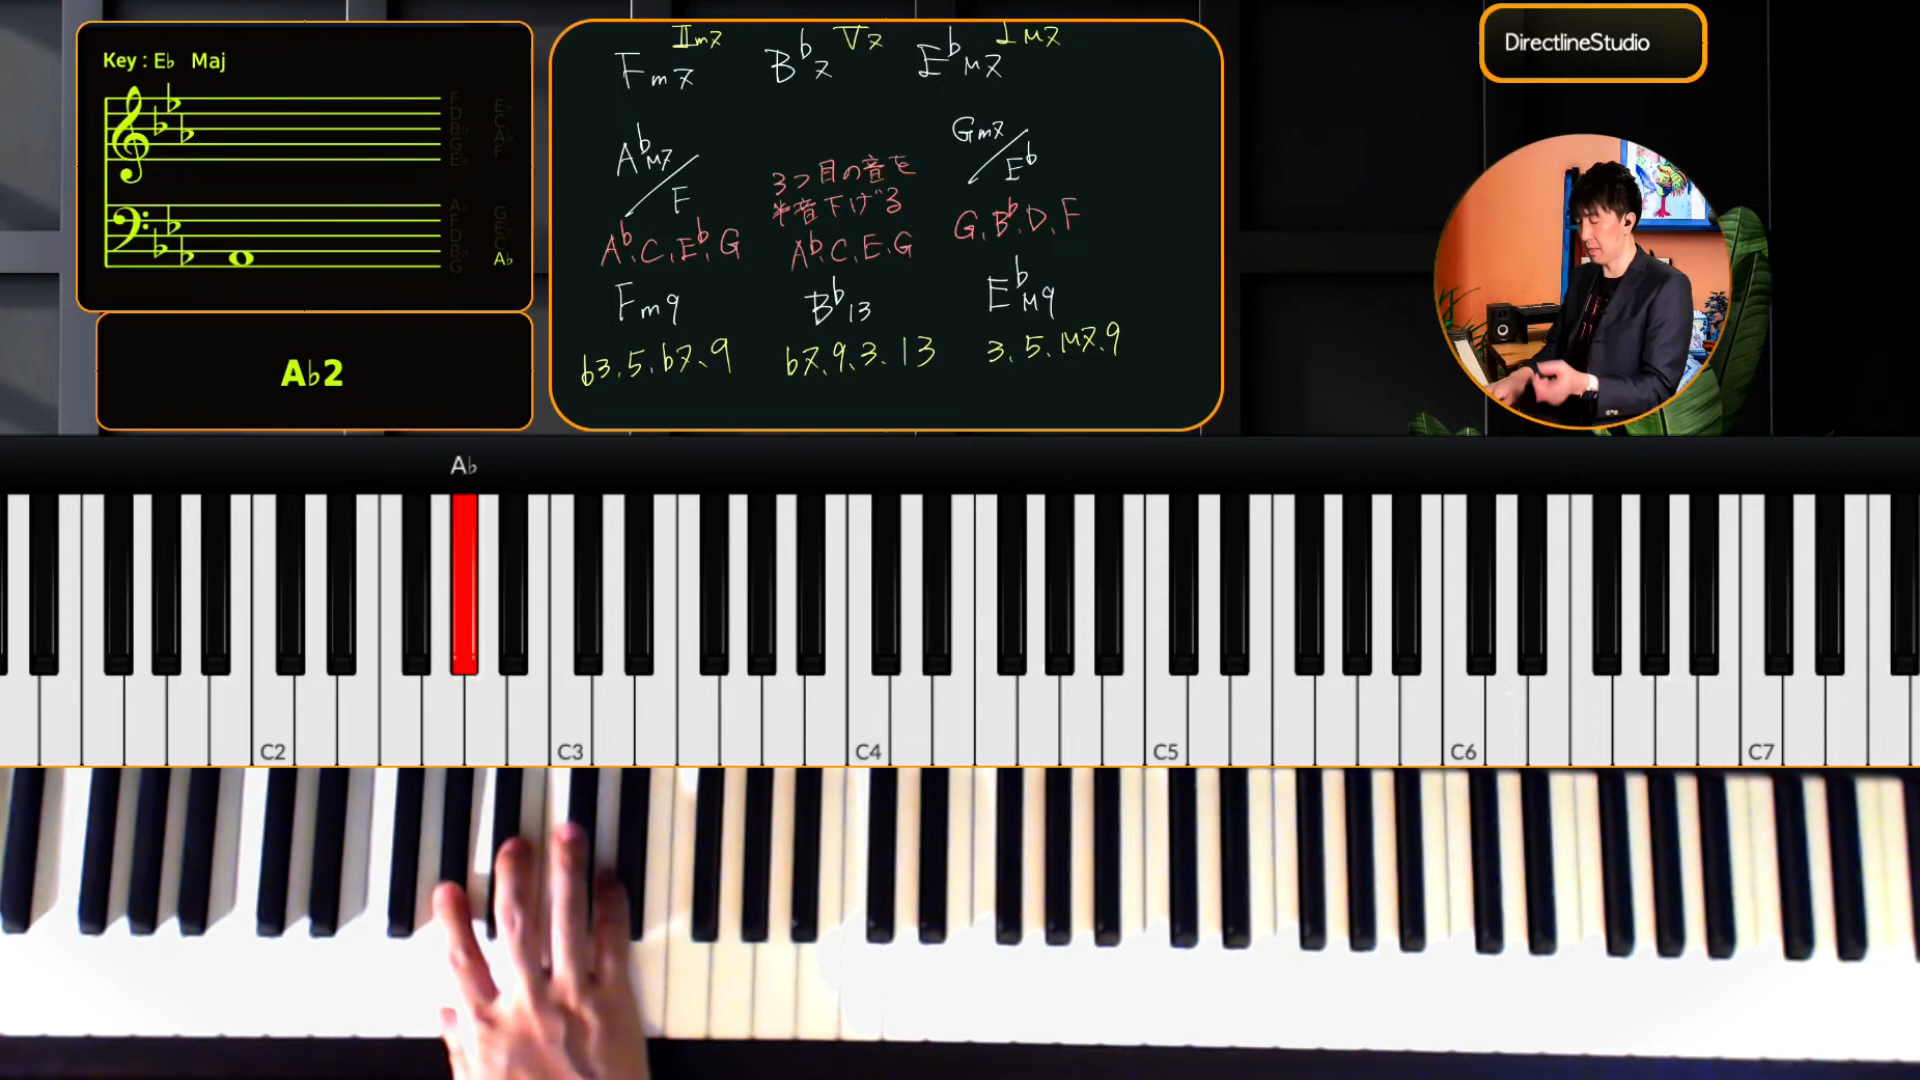 Key : E♭ Maj
F
D
B♭
G
E♭
E♭
C
A♭
F
A♭
F
D
B♭
G
G
E♭
C
A♭
A♭2
IIm7 V7 IM7
Fm7 B♭7 E♭M7
A♭M7/F
Gm7/E♭
3つ目の音を
半音下げる
A♭、C、E♭、G
A♭、C、E、G
G、B♭、D、F
Fm9 B♭13 E♭M9
♭3、5、♭7、9
♭7、9、3、13
3、5、M7、9
DirectlineStudio
A♭
C2 C3 C4 C5 C6 C7